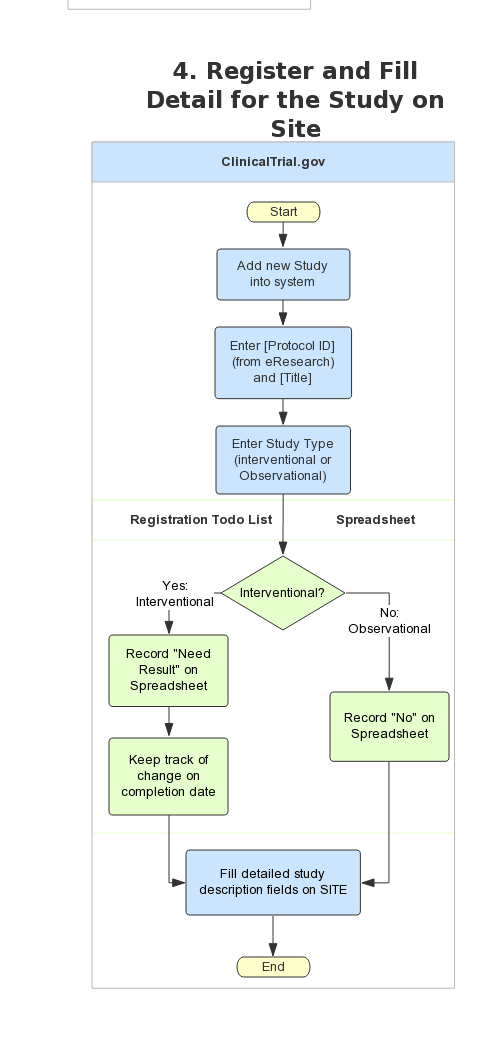 4. Register and Fill
Detail for the Study on
Site
ClinicalTrial.gov
Start
Add new Study
into system
Enter [Protocol ID]
(from eResearch)
and [Title]
Enter Study Type
(interventional or
Observational)
Registration Todo List
Spreadsheet
Interventional?
Yes:
Interventional
No:
Observational
Record "Need
Result" on
Spreadsheet
Record "No" on
Spreadsheet
Keep track of
change on
completion date
Fill detailed study
description fields on SITE
End